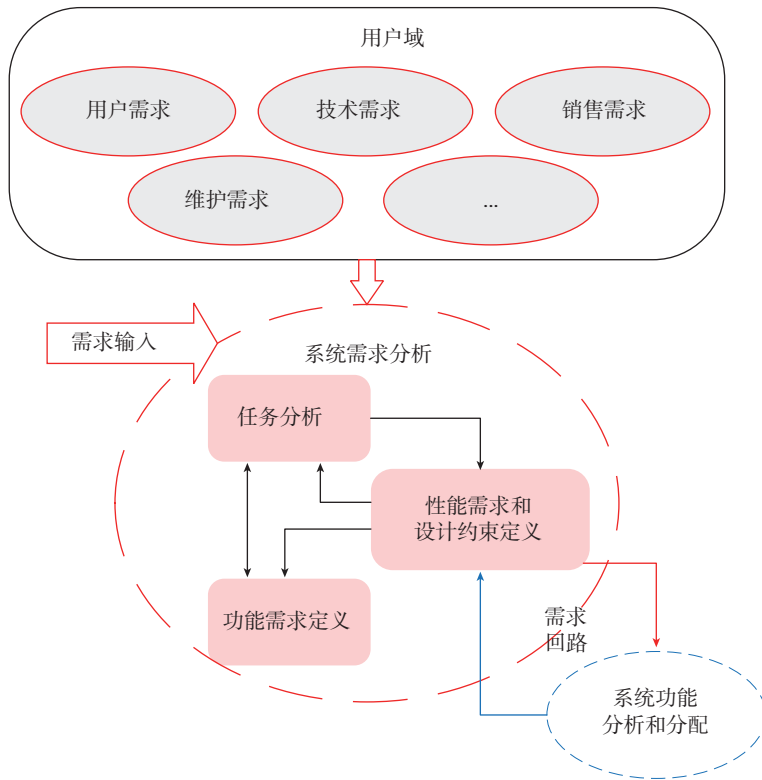 用户域
用户需求
技术需求
销售需求
维护需求
...
需求输入
系统需求分析
任务分析
性能需求和
设计约束定义
功能需求定义
需求
回路
系统功能
分析和分配